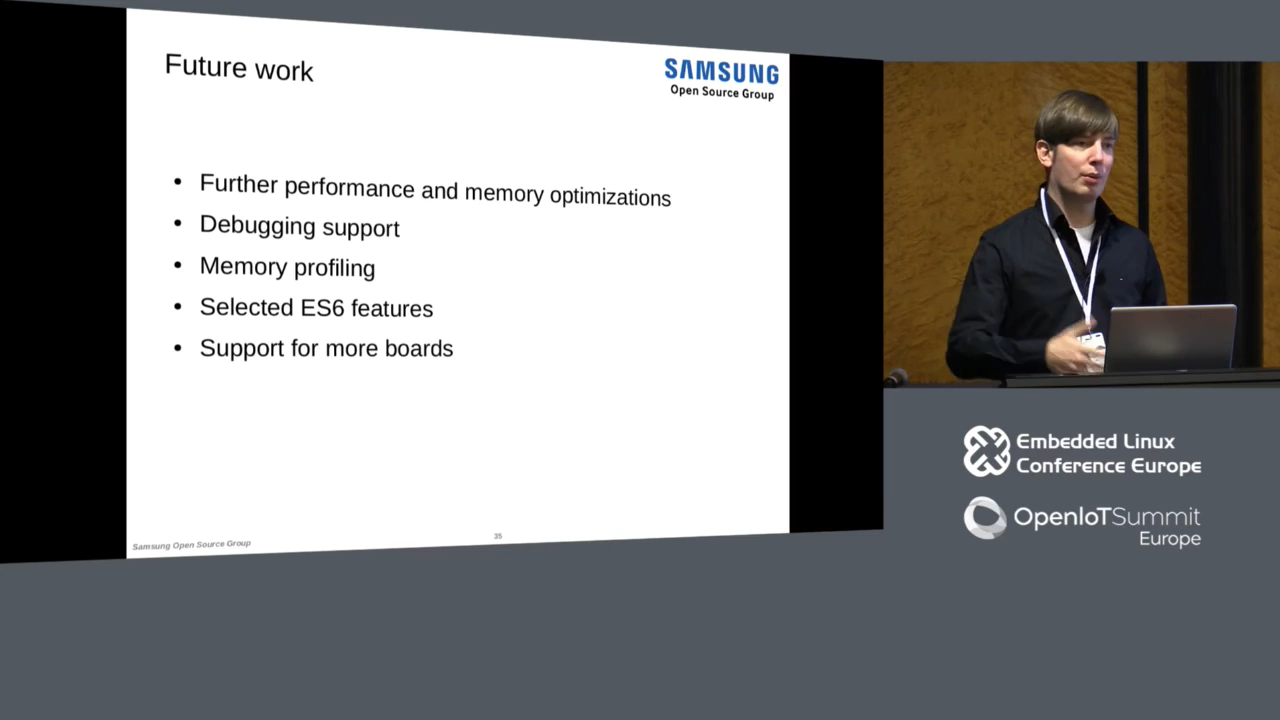 Future work
SAMSUNG
Open Source Group
• Further performance and memory optimizations
• Debugging support
• Memory profiling
• Selected ES6 features
• Support for more boards
Samsung Open Source Group
35
Embedded Linux
Conference Europe
OpenIoTSummit
Europe